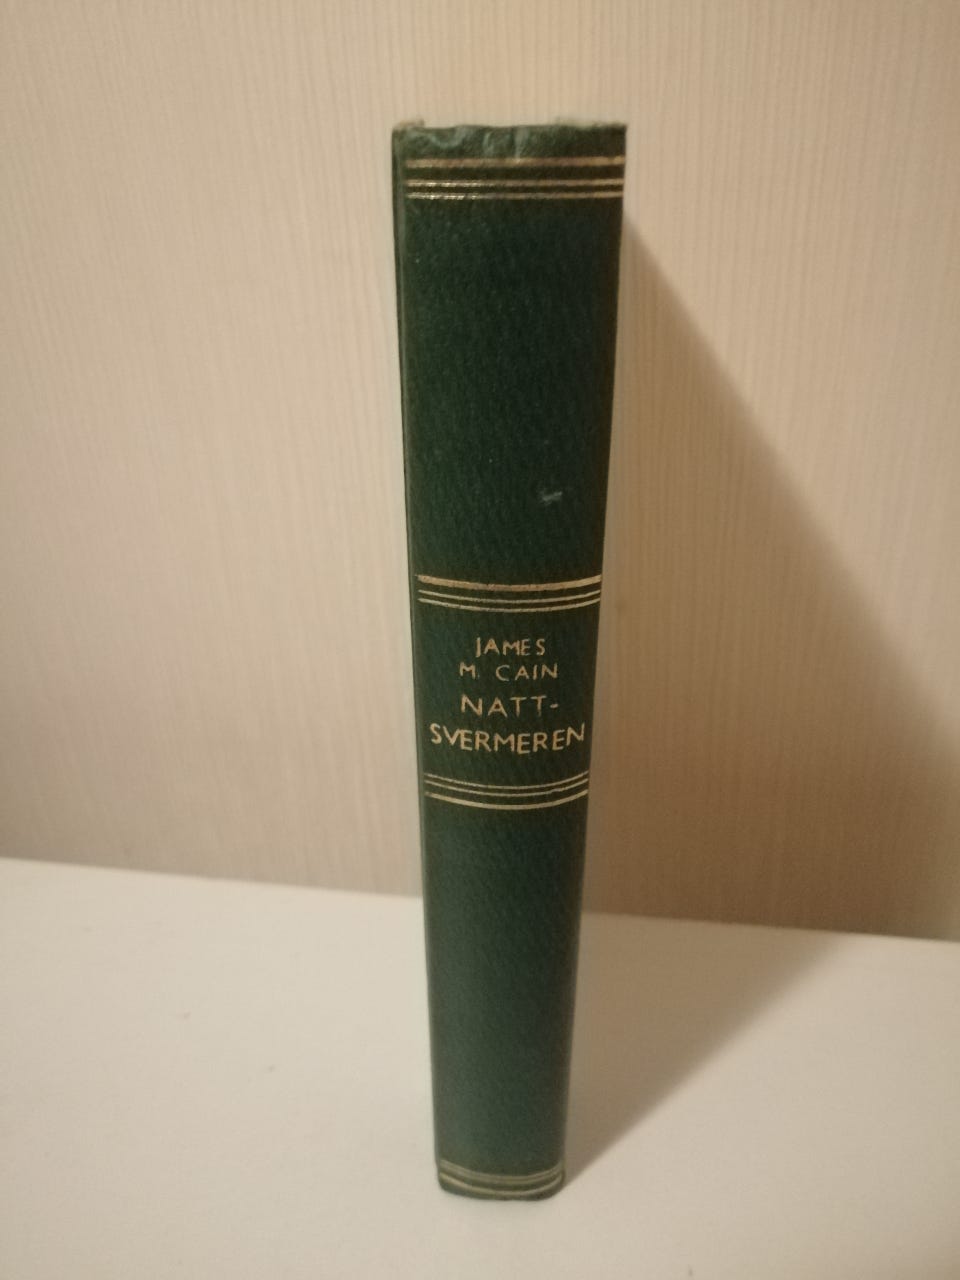 JAMES
M. CAIN
NATT-
SVERMEREN